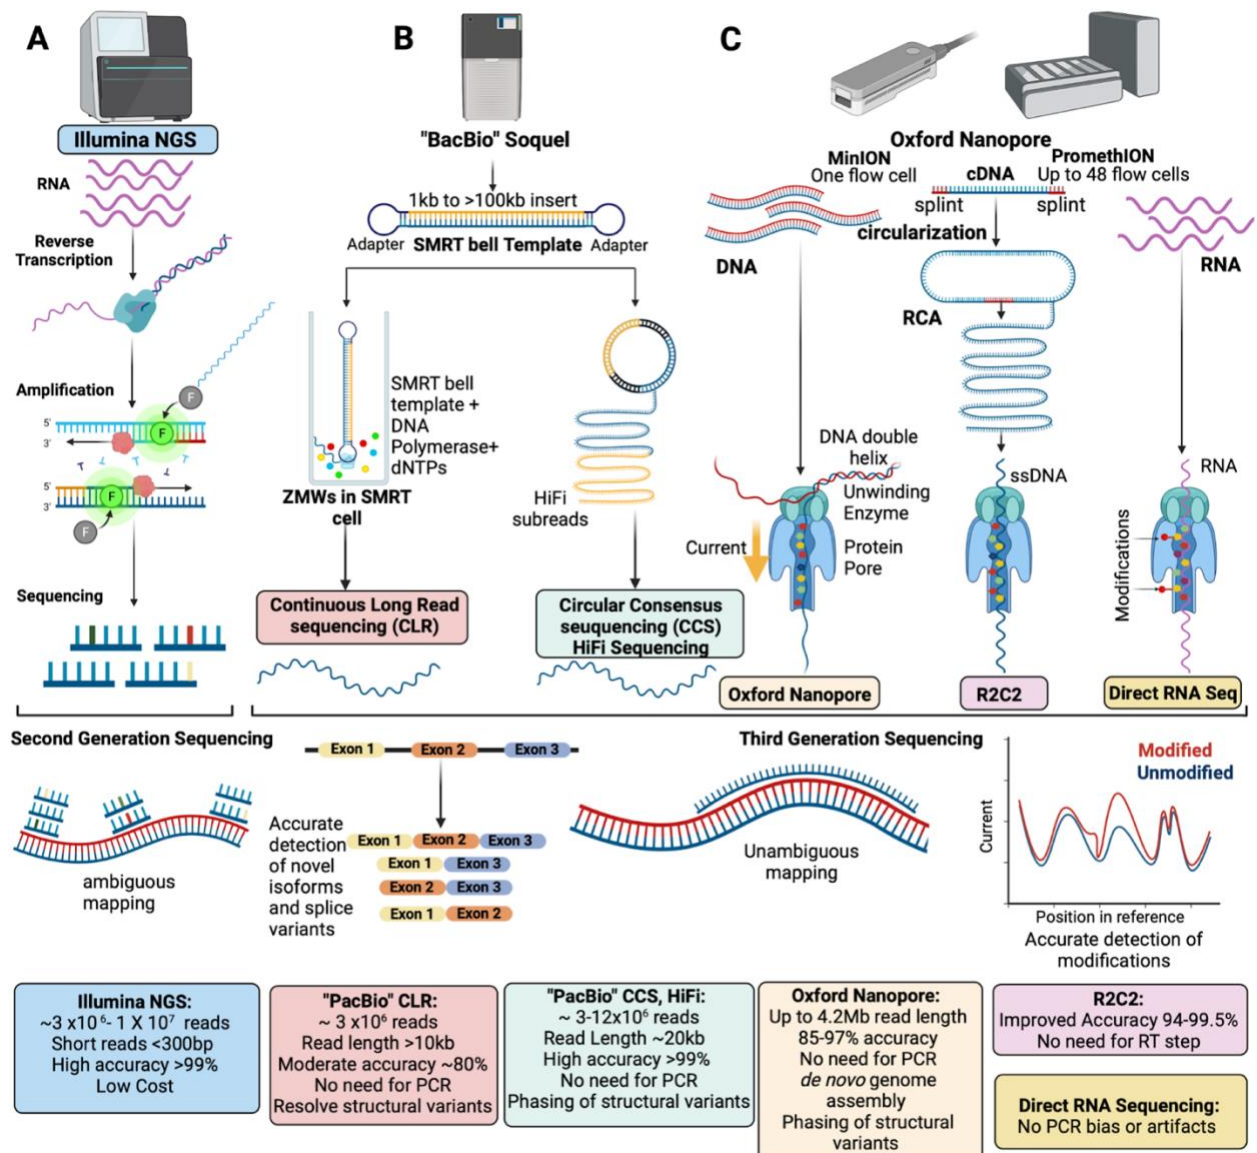 A
Illumina NGS
RNA
Reverse
Transcription
Amplification
F
5'
3'
F
5'
3'
F
F
Sequencing
B
"BacBio" Soquel
1kb to >100kb insert
Adapter
SMRT bell Template
Adapter
SMRT bell
template +
DNA
Polymerase+
dNTPs
ZMWs in SMRT
cell
HiFi
subreads
Continuous Long Read
sequencing (CLR)
Circular Consensus
seuquencing (CCS)
HiFi Sequencing
C
Oxford Nanopore
MinION
One flow cell
cDNA
PromethION
Up to 48 flow cells
splint
splint
circularization
DNA
RNA
RCA
DNA double
helix
Unwinding
Enzyme
Current
Protein
Pore
ssDNA
RNA
Modifications
Oxford Nanopore
R2C2
Direct RNA Seq
Second Generation Sequencing
Third Generation Sequencing
ambiguous
mapping
Exon 1
Exon 2
Exon 3
Accurate
detection
of novel
isoforms
and splice
variants
Exon 1
Exon 2
Exon 3
Exon 1
Exon 3
Exon 2
Exon 3
Exon 1
Exon 2
Unambiguous
mapping
Modified
Unmodified
Current
Position in reference
Accurate detection of
modifications
Illumina NGS:
~3 x10⁶- 1 X 10⁷ reads
Short reads <300bp
High accuracy >99%
Low Cost
"PacBio" CLR:
~ 3 x10⁶ reads
Read length >10kb
Moderate accuracy ~80%
No need for PCR
Resolve structural variants
"PacBio" CCS, HiFi:
~ 3-12x10⁶ reads
Read Length ~20kb
High accuracy >99%
No need for PCR
Phasing of structural variants
Oxford Nanopore:
Up to 4.2Mb read length
85-97% accuracy
No need for PCR
de novo genome
assembly
Phasing of structural
variants
R2C2:
Improved Accuracy 94-99.5%
No need for RT step
Direct RNA Sequencing:
No PCR bias or artifacts